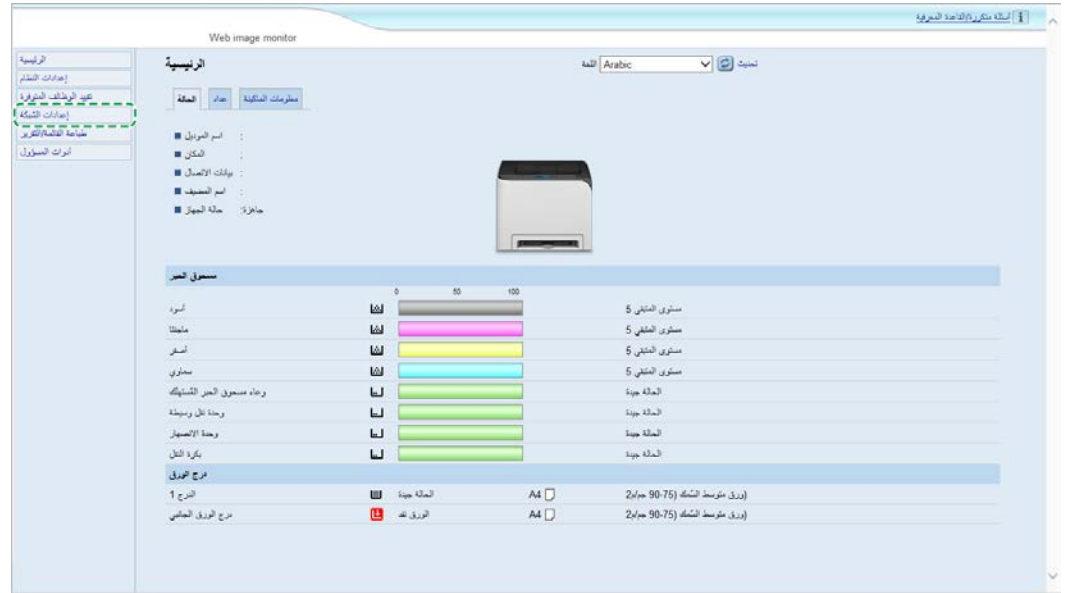 أسئلة متكررة/قاعدة المعرفية
Web image monitor
الرئيسية
إعدادات النظام
تقييد الوظائف المتوفرة
إعدادات الشبكة
طباعة القائمة/التقرير
أدوات المسؤول
الرئيسية
اللغة Arabic تحديث
الحالة عداد معلومات الماكينة
اسم الموديل :
المكان :
بيانات الاتصال :
اسم المضيف :
حالة الجهاز :جاهزة
مسحوق الحبر
0 50 100
أسود مستوى المتبقي 5
ماجنتا مستوى المتبقي 5
أصفر مستوى المتبقي 5
سماوي مستوى المتبقي 5
وعاء مسحوق الحبر المُستهلَك الحالة جيدة
وحدة نقل وسيطة الحالة جيدة
وحدة الانصهار الحالة جيدة
بكرة النقل الحالة جيدة
درج الورق
الدرج 1 الحالة جيدة A4 (ورق متوسط السُمك (75-90 جم/م2
درج الورق الجانبي الورق نفد A4 (ورق متوسط السُمك (75-90 جم/م2